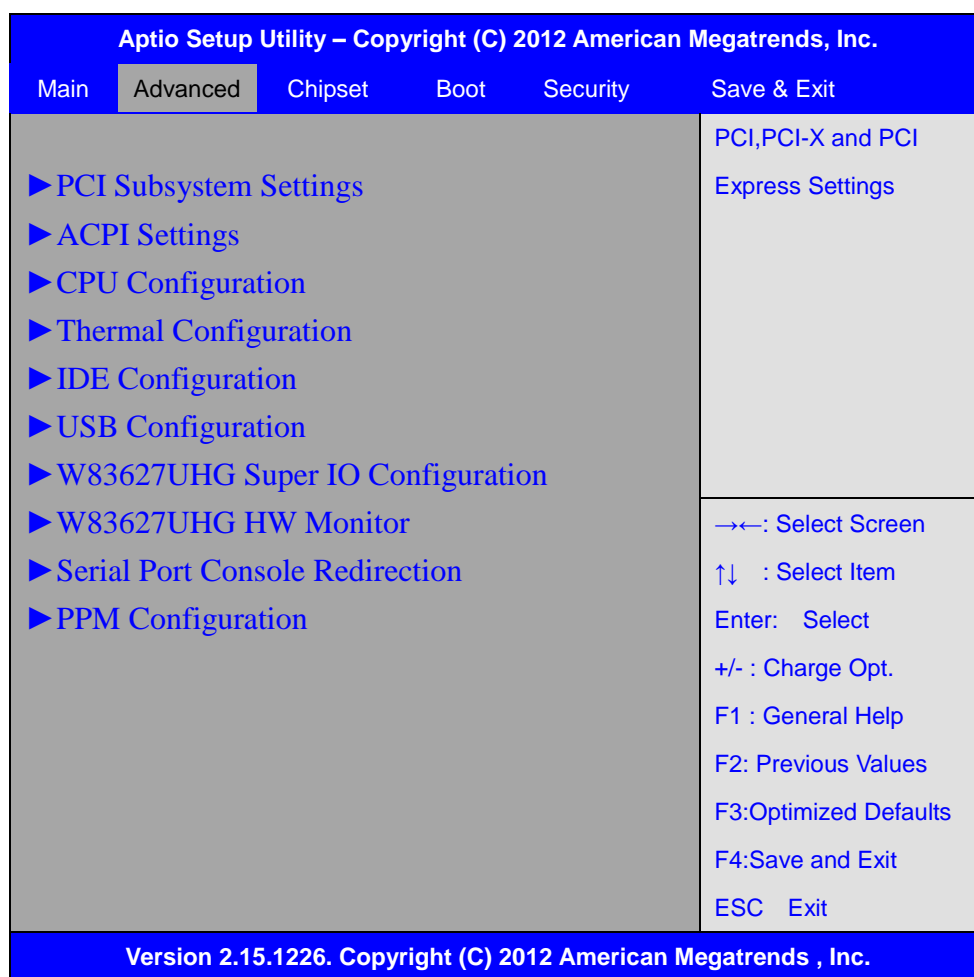 Aptio Setup Utility – Copyright (C) 2012 American Megatrends, Inc.
Main Advanced Chipset Boot Security Save & Exit
►PCI Subsystem Settings
►ACPI Settings
►CPU Configuration
►Thermal Configuration
►IDE Configuration
►USB Configuration
►W83627UHG Super IO Configuration
►W83627UHG HW Monitor
►Serial Port Console Redirection
►PPM Configuration
PCI,PCI-X and PCI
Express Settings
→←: Select Screen
↑↓ : Select Item
Enter: Select
+/- : Charge Opt.
F1 : General Help
F2: Previous Values
F3:Optimized Defaults
F4:Save and Exit
ESC Exit
Version 2.15.1226. Copyright (C) 2012 American Megatrends , Inc.